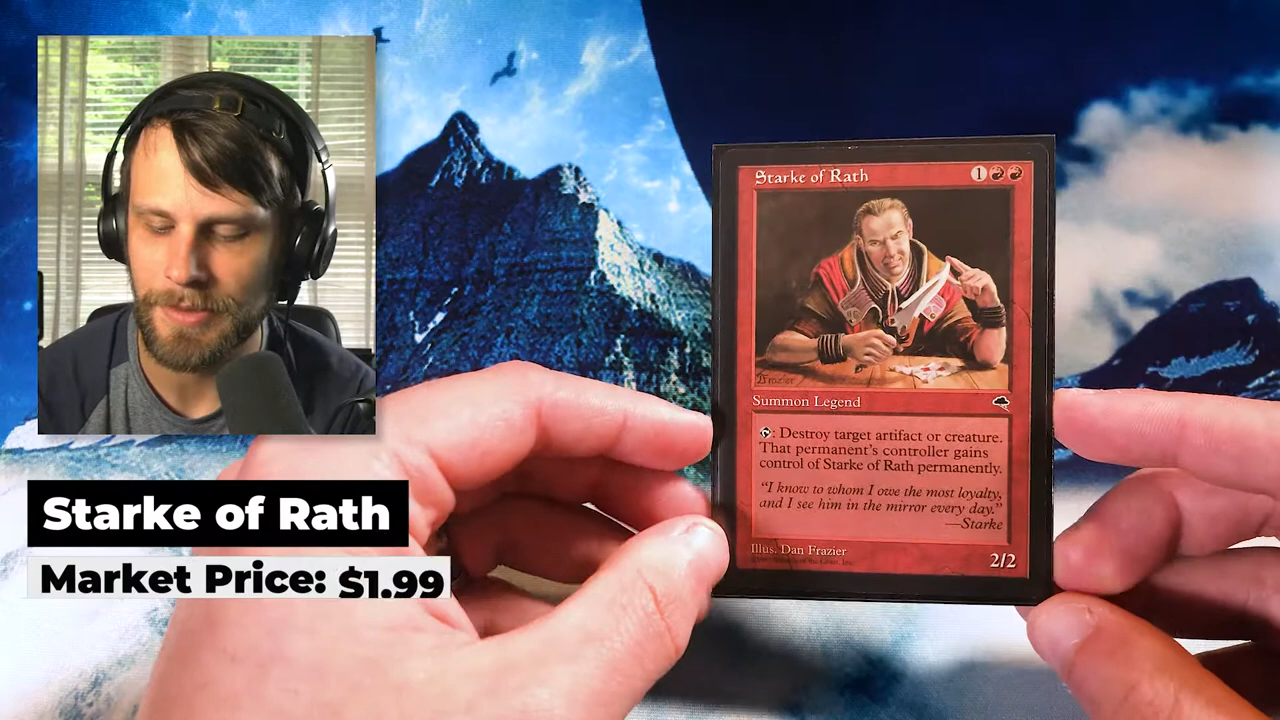 Starke of Rath
1
Frazier
Summon Legend
: Destroy target artifact or creature.
That permanent's controller gains
control of Starke of Rath permanently.
"I know to whom I owe the most loyalty,
and I see him in the mirror every day."
—Starke
Illus. Dan Frazier
2/2
Starke of Rath
Market Price: $1.99